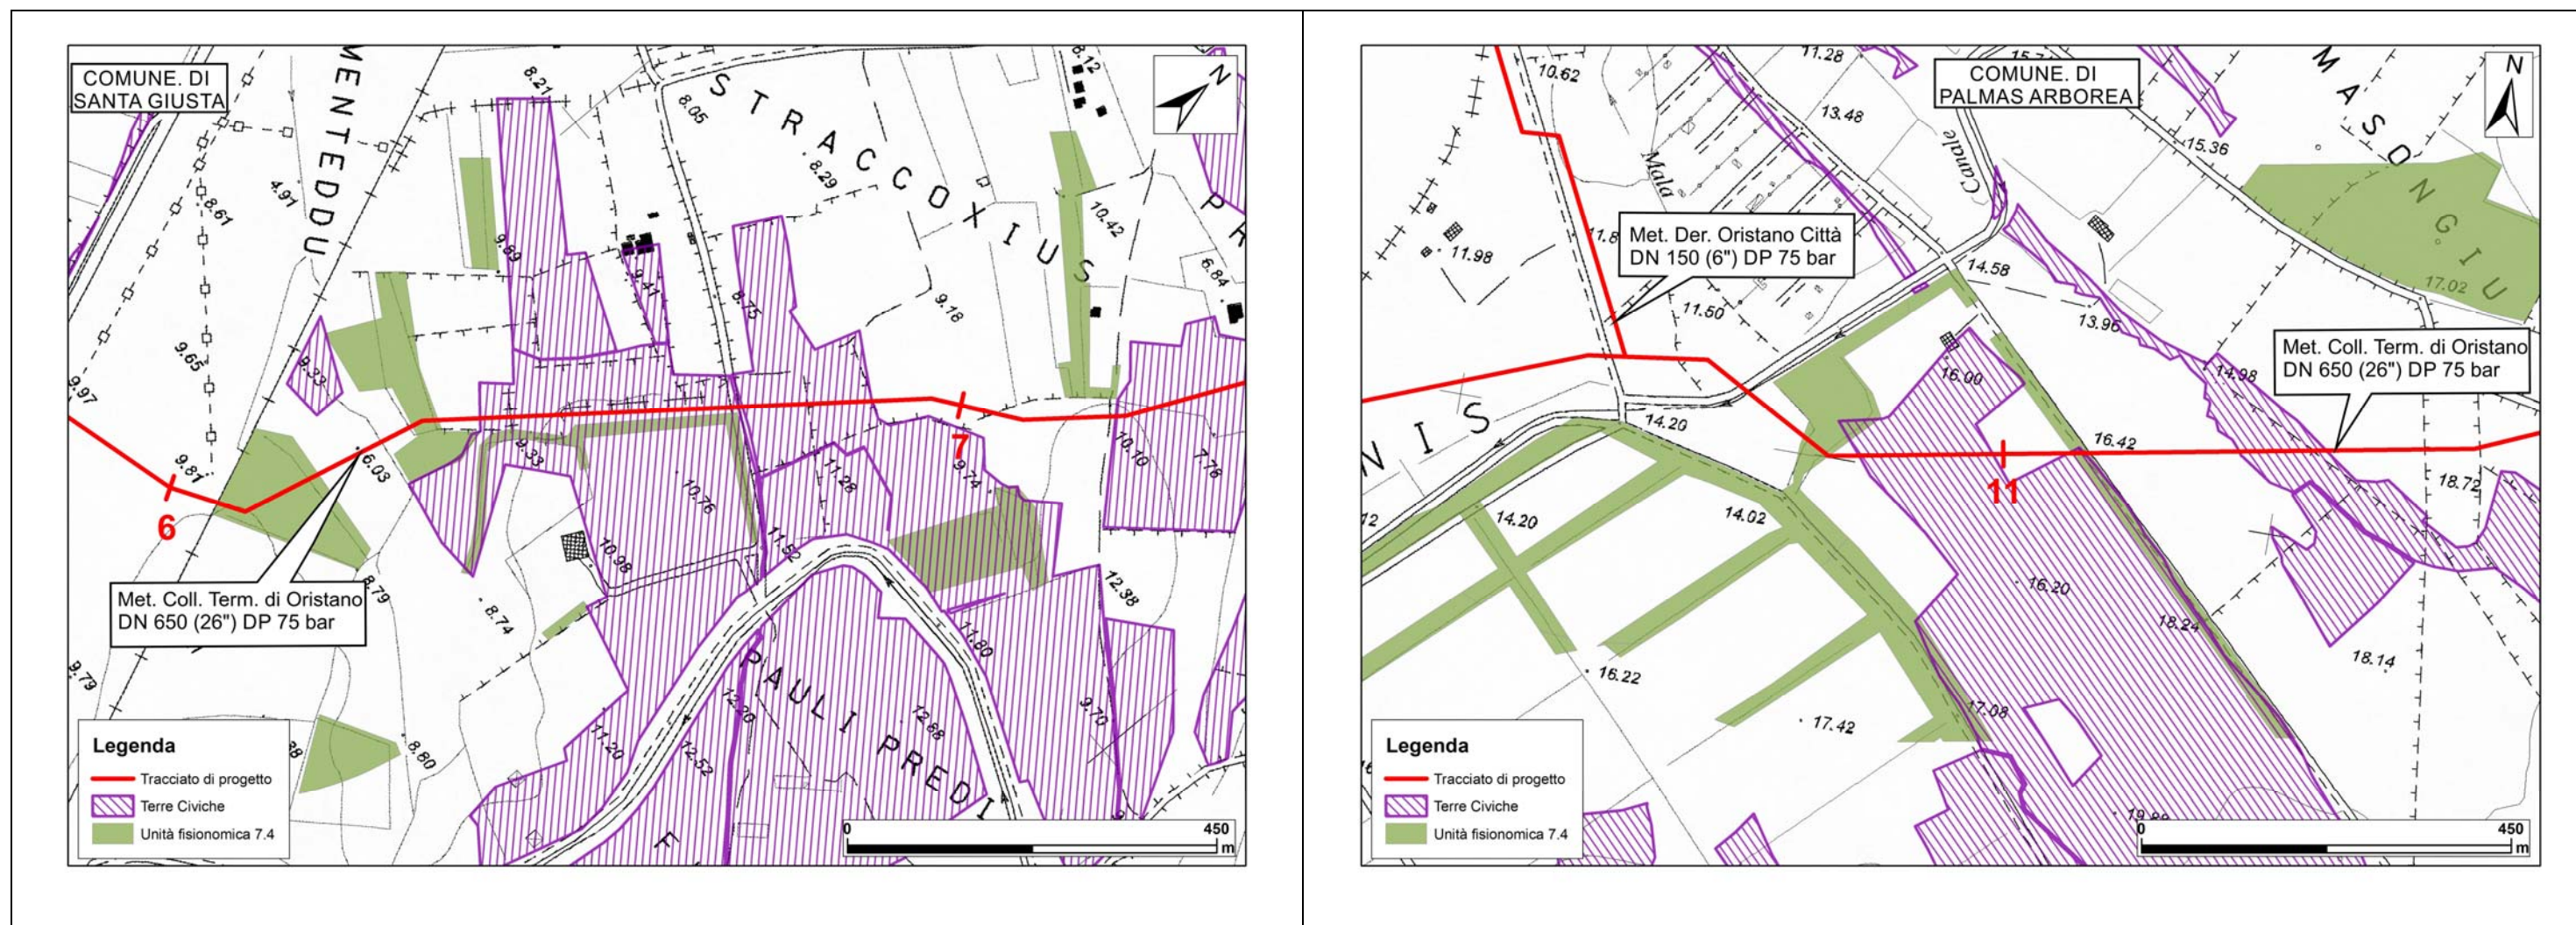 COMUNE. DI
SANTA GIUSTA
MENTEDDU
N
8.21
8.05
8.12
STRACCOXIUS
8.29
4.91
8.61
10.42
P R
9.89
9.41
8.75
9.18
6.84
9.65
9.33
9.97
7
9.81
6.03
9.33
9.74
10.10
7.78
6
11.28
10.76
11.52
Met. Coll. Term. di Oristano
DN 650 (26") DP 75 bar
8.79
10.98
8.74
12.38
11.80
9.79
PAULI PREDI
12.20
12.88
9.70
11.20
12.52
8.80
F
Legenda
Tracciato di progetto
Terre Civiche
Unità fisionomica 7.4
0 450
m
COMUNE. DI
PALMAS ARBOREA
N
10.62
11.28
13.48
15.36
MASONGIU
Mala
Canale
11.98
Met. Der. Oristano Città
DN 150 (6") DP 75 bar
14.58
17.02
11.50
13.96
Met. Coll. Term. di Oristano
DN 650 (26") DP 75 bar
16.00
14.98
NIS
14.20
16.42
11
18.72
14.20
14.02
16.20
18.24
18.14
16.22
17.08
17.42
Legenda
Tracciato di progetto
Terre Civiche
Unità fisionomica 7.4
0 450
m